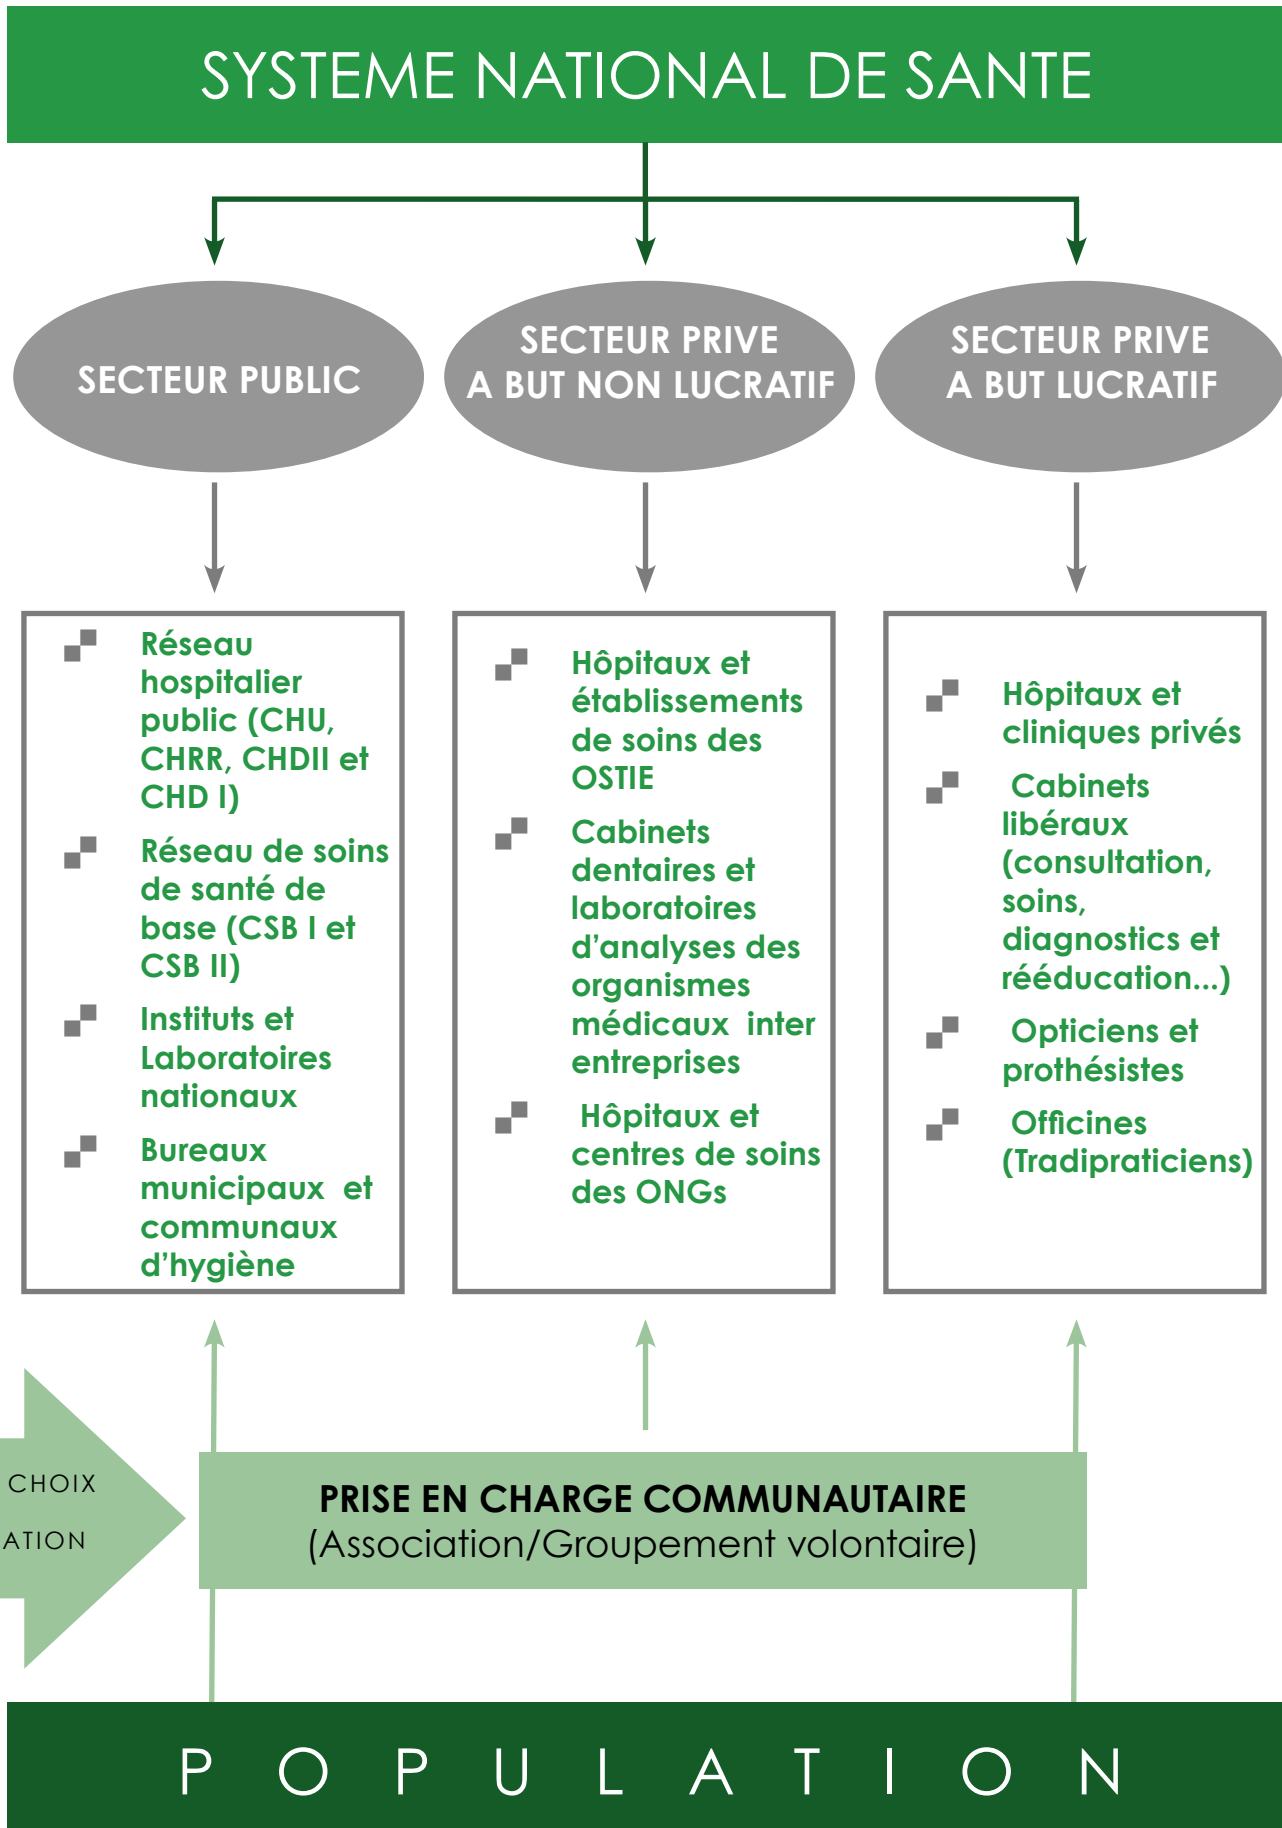 SYSTEME NATIONAL DE SANTE
SECTEUR PUBLIC
SECTEUR PRIVE
A BUT NON LUCRATIF
SECTEUR PRIVE
A BUT LUCRATIF
Réseau
hospitalier
public (CHU,
CHRR, CHDII et
CHD I)
Réseau de soins
de santé de
base (CSB I et
CSB II)
Instituts et
Laboratoires
nationaux
Bureaux
municipaux et
communaux
d’hygiène
Hôpitaux et
établissements
de soins des
OSTIE
Cabinets
dentaires et
laboratoires
d’analyses des
organismes
médicaux inter
entreprises
Hôpitaux et
centres de soins
des ONGs
Hôpitaux et
cliniques privés
Cabinets
libéraux
(consultation,
soins,
diagnostics et
rééducation...)
Opticiens et
prothésistes
Officines
(Tradipraticiens)
CHOIX
ATION
PRISE EN CHARGE COMMUNAUTAIRE
(Association/Groupement volontaire)
POPULATION